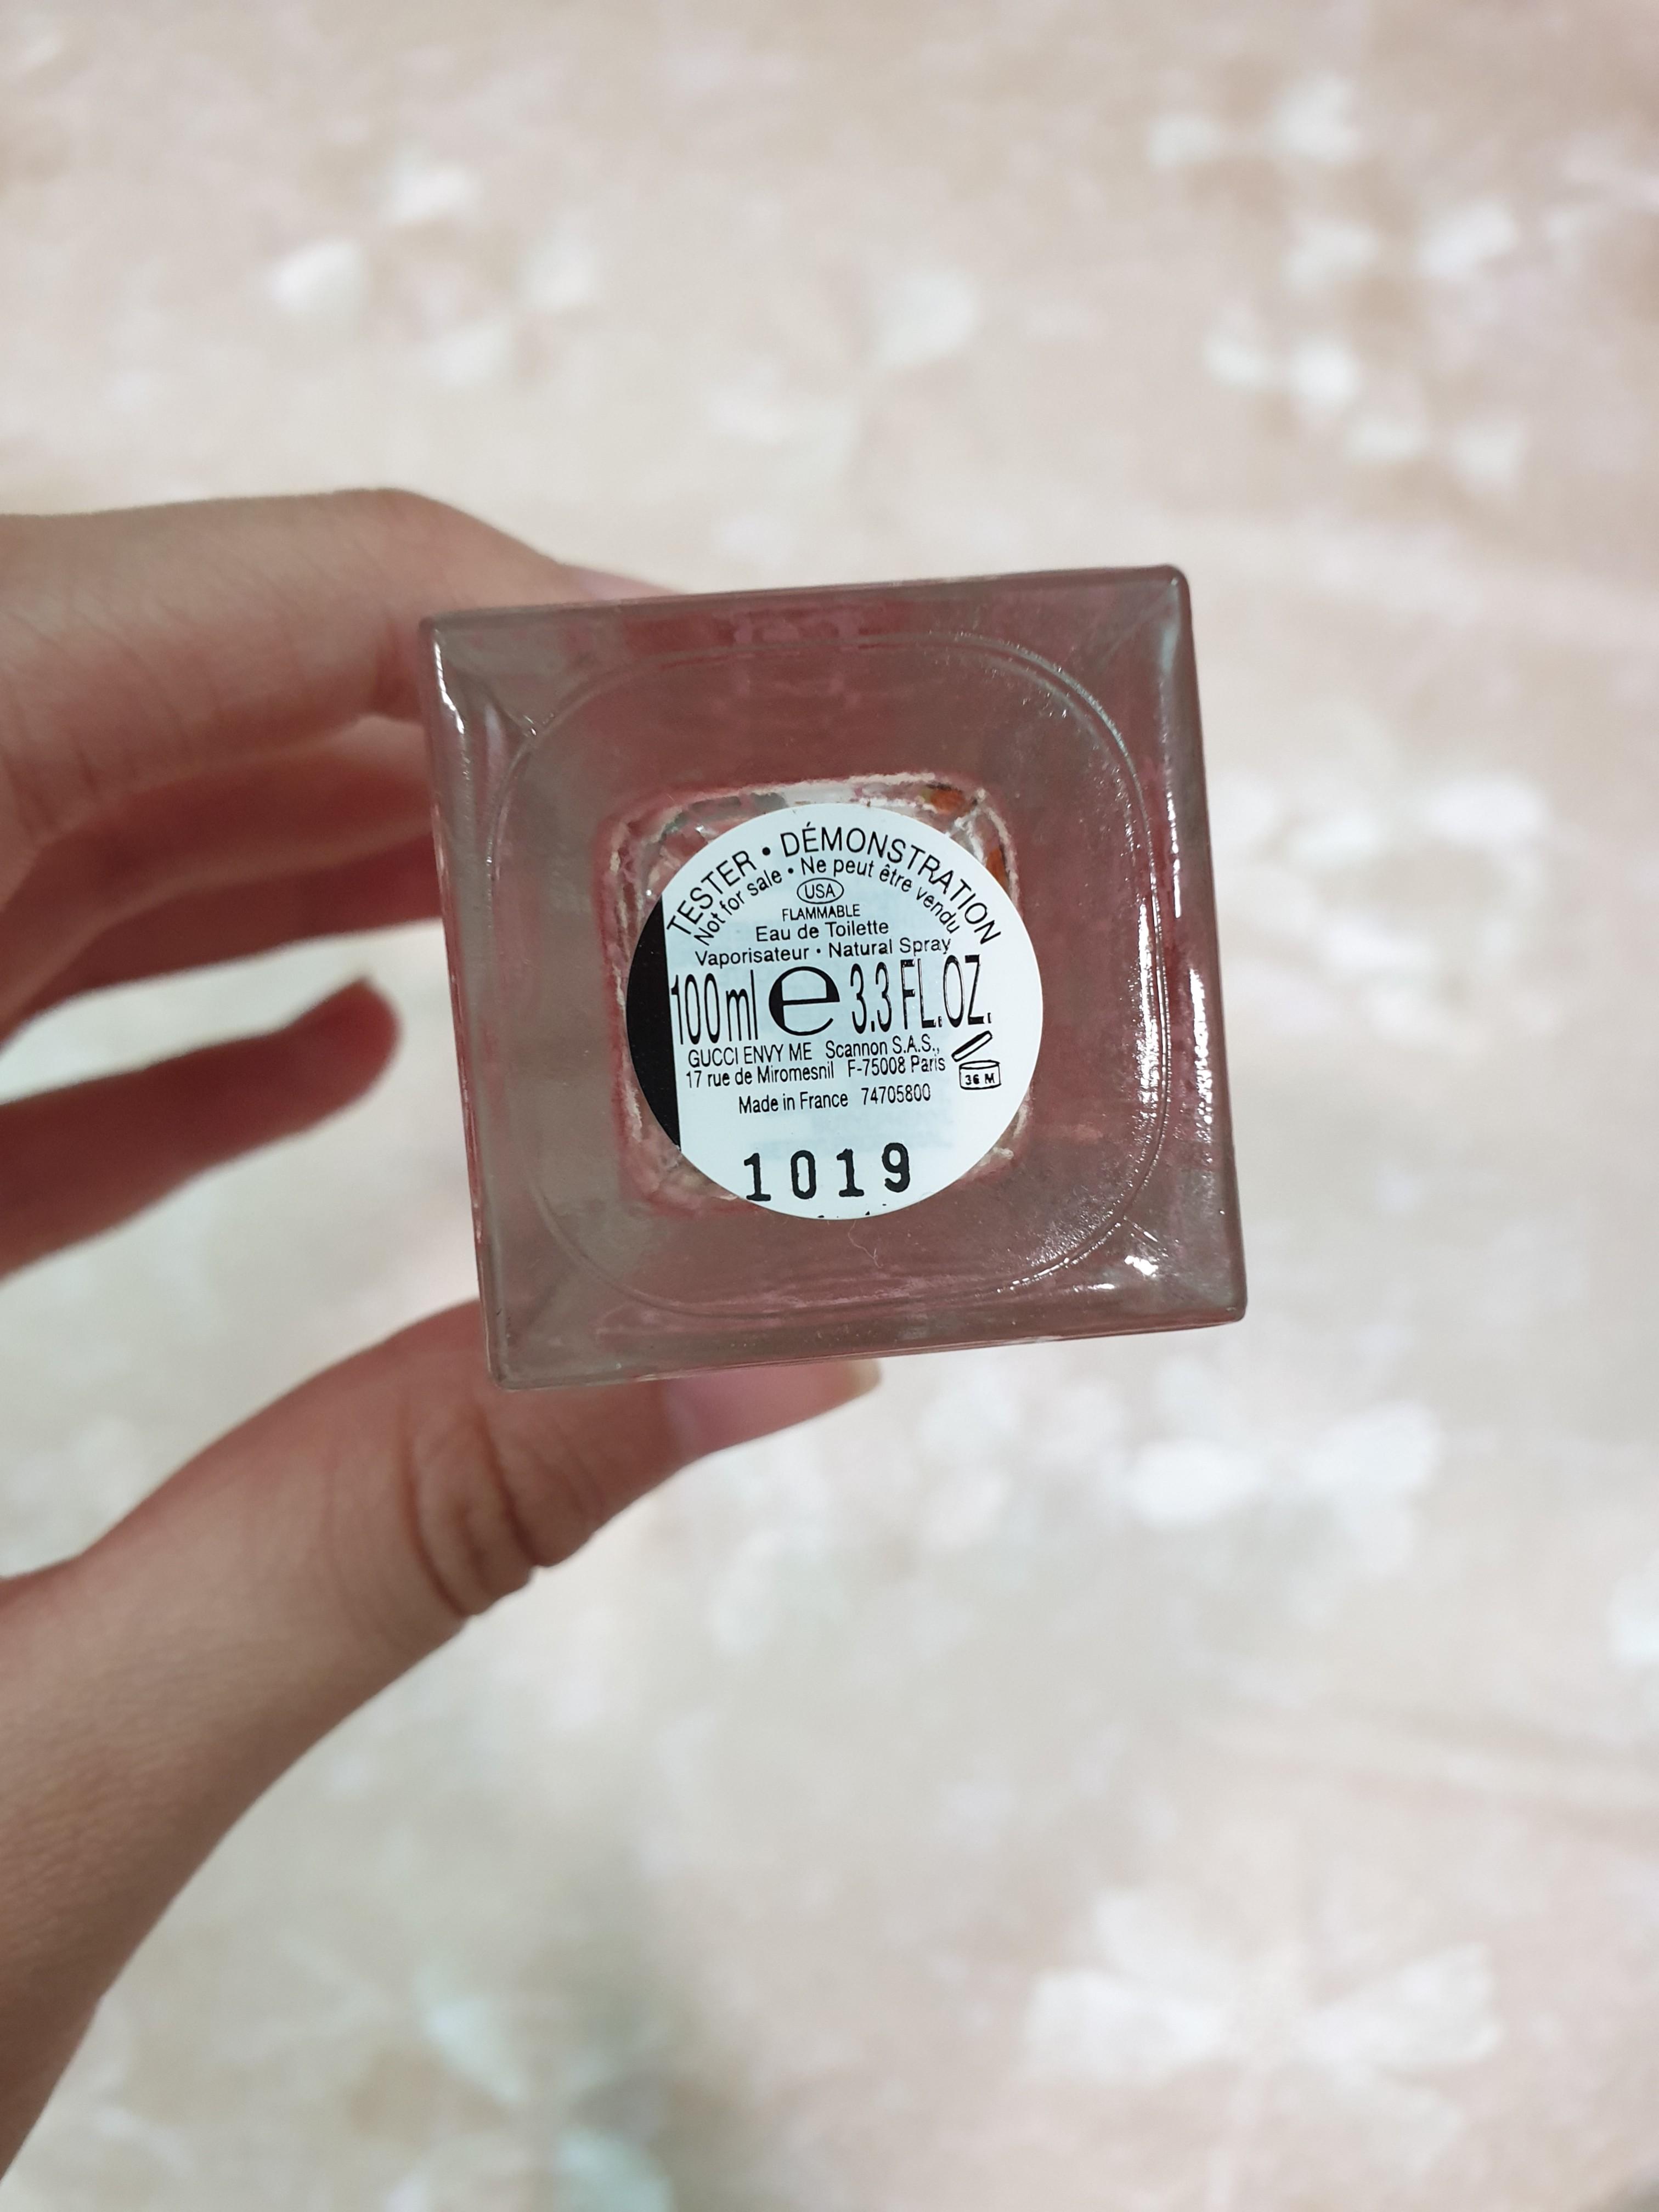 TESTER • DÉMONSTRATION
Not for sale • Ne peut être vendu
USA
FLAMMABLE
Eau de Toilette
Vaporisateur • Natural Spray
100ml e 3.3 FL.OZ.
GUCCI ENVY ME Scannon S.A.S.,
17 rue de Miromesnil F-75008 Paris
36 M
Made in France 74705800
1019